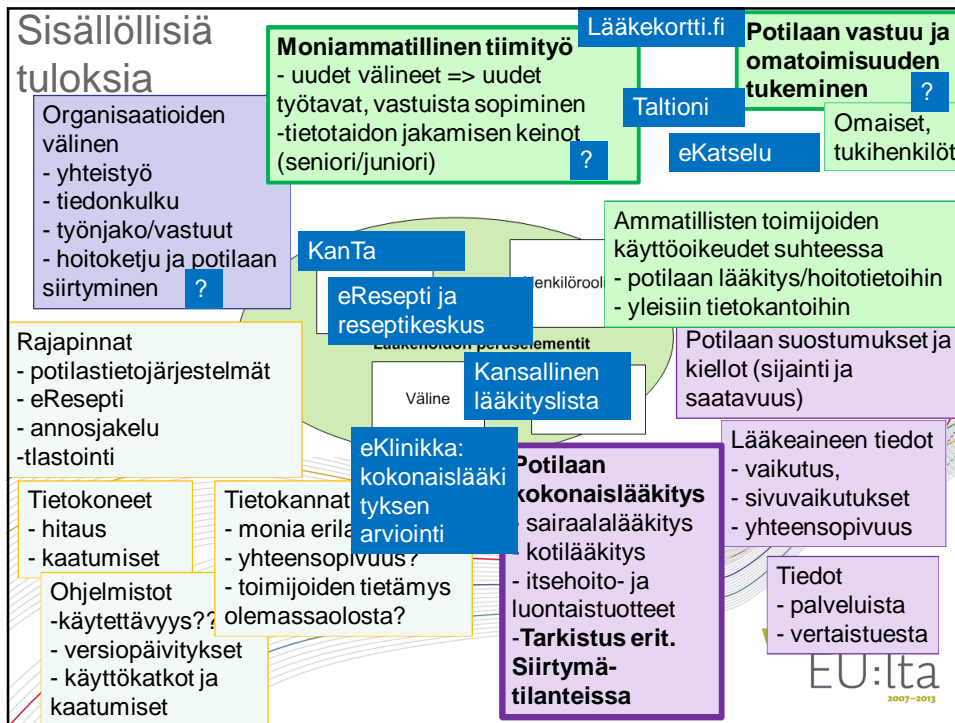 Sisällöllisiä
tuloksia
Moniammatillinen tiimityö
- uudet välineet => uudet
työtavat, vastuista sopiminen
-tietotaidon jakamisen keinot
(seniori/juniori)
?
Lääkekortti.fi
Taltioni
eKatselu
Potilaan vastuu ja
omatoimisuuden
tukeminen
?
Omaiset,
tukihenkilöt
Organisaatioiden
välinen
- yhteistyö
- tiedonkulku
- työnjako/vastuut
- hoitoketju ja potilaan
siirtyminen
?
KanTa
eResepti ja
reseptikeskus
Ammatillisten toimijoiden
käyttöoikeudet suhteessa
- potilaan lääkitys/hoitotietoihin
- yleisiin tietokantoihin
Lääkehoidon peruselementit
Väline
Kansallinen
lääkityslista
Rajapinnat
- potilastietojärjestelmät
- eResepti
- annosjakelu
-tlastointi
Potilaan suostumukset ja
kiellot (sijainti ja
saatavuus)
eKlinikka:
kokonaislääki
tyksen
arviointi
Lääkeaineen tiedot
- vaikutus,
- sivuvaikutukset
- yhteensopivuus
Tietokoneet
- hitaus
- kaatumiset
Tietokannat
- monia erila
- yhteensopivuus?
- toimijoiden tietämys
olemassaolosta?
Potilaan
kokonaislääkitys
- sairaalalääkitys
- kotilääkitys
- itsehoito- ja
luontaistuotteet
-Tarkistus erit.
Siirtymä-
tilanteissa
Ohjelmistot
-käytettävyys??
- versiopäivitykset
- käyttökatkot ja
kaatumiset
Tiedot
- palveluista
- vertaistuesta
EU:lta
2007–2013